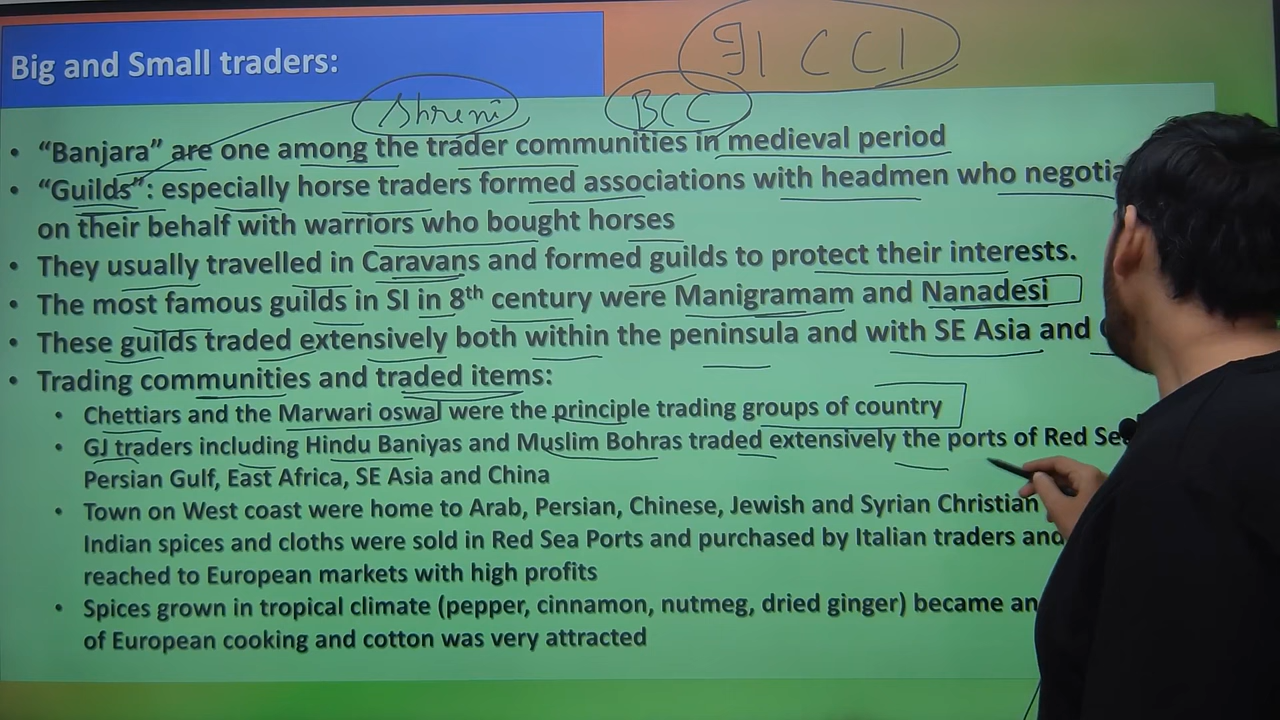 Big and Small traders:
Shreni
BCC
CCI
• “Banjara” are one among the trader communities in medieval period
• “Guilds”: especially horse traders formed associations with headmen who
on their behalf with warriors who bought horses
• They usually travelled in Caravans and formed guilds to protect their interests.
• The most famous guilds in SI in 8th century were Manigramam and Nanadesi
• These guilds traded extensively both within the peninsula and with SE Asia and
• Trading communities and traded items:
• Chettiars and the Marwari oswal were the principle trading groups of country
• GJ traders including Hindu Baniyas and Muslim Bohras traded extensively the ports of Red
Persian Gulf, East Africa, SE Asia and China
• Town on West coast were home to Arab, Persian, Chinese, Jewish and Syrian Christian
Indian spices and cloths were sold in Red Sea Ports and purchased by Italian traders and
reached to European markets with high profits
• Spices grown in tropical climate (pepper, cinnamon, nutmeg, dried ginger) became an
of European cooking and cotton was very attracted